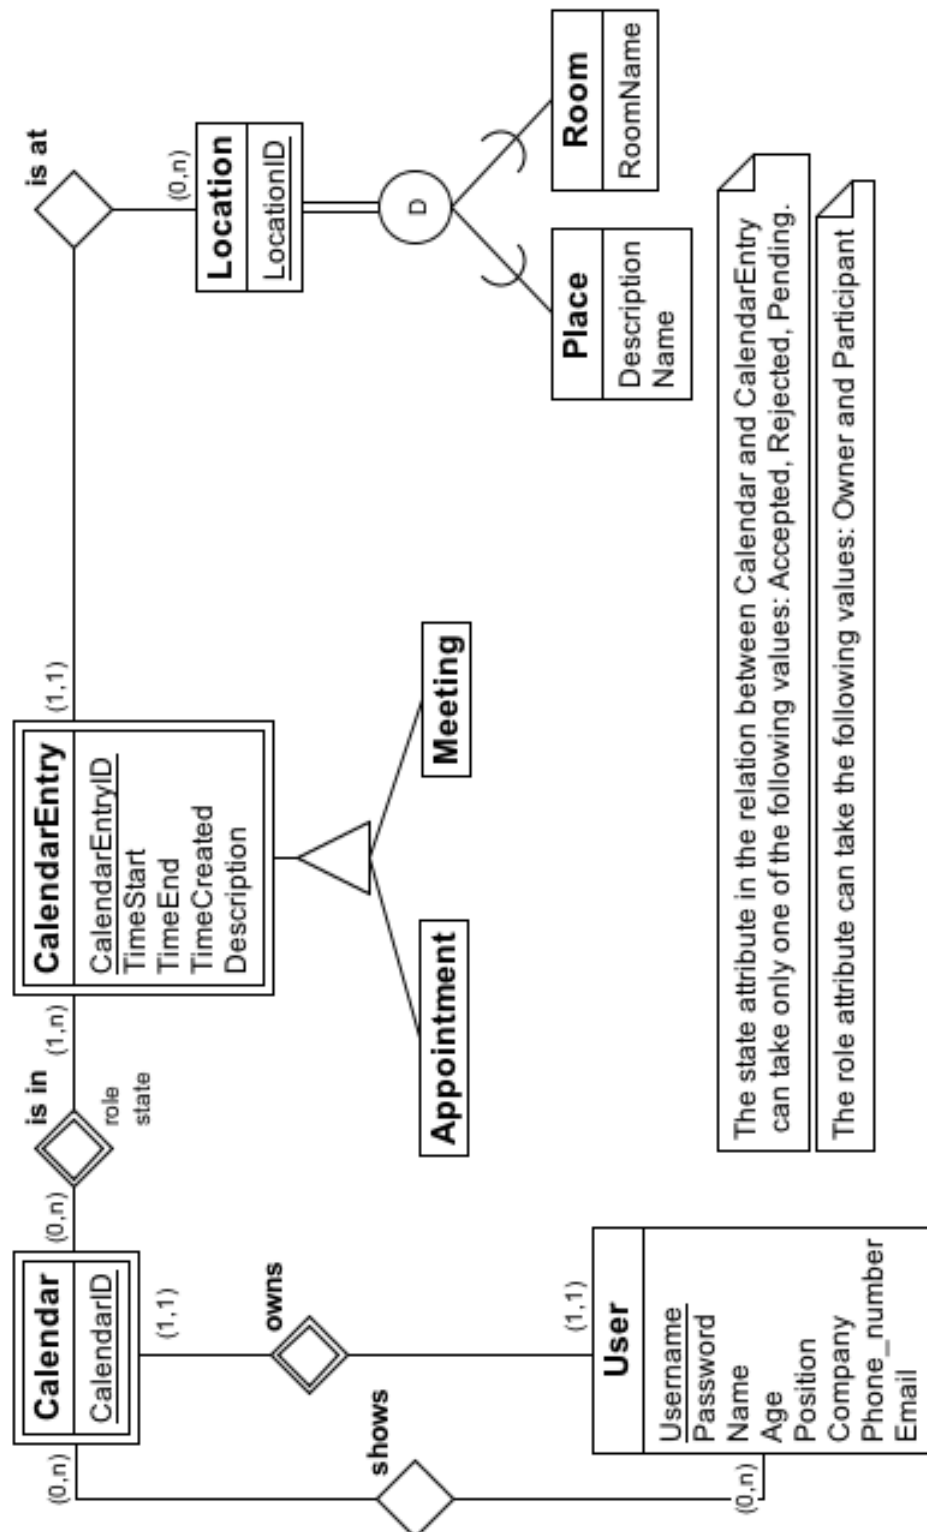 Calendar
CalendarID
(0,n)
is in
role
state
(1,n)
CalendarEntry
CalendarEntryID
TimeStart
TimeEnd
TimeCreated
Description
(1,1)
is at
(0,n)
Location
LocationID
D
Place
Description
Name
Room
RoomName
Appointment
Meeting
(0,n)
shows
(0,n)
(1,1)
owns
(1,1)
User
Username
Password
Name
Age
Position
Company
Phone_number
Email
The state attribute in the relation between Calendar and CalendarEntry
can take only one of the following values: Accepted, Rejected, Pending.
The role attribute can take the following values: Owner and Participant